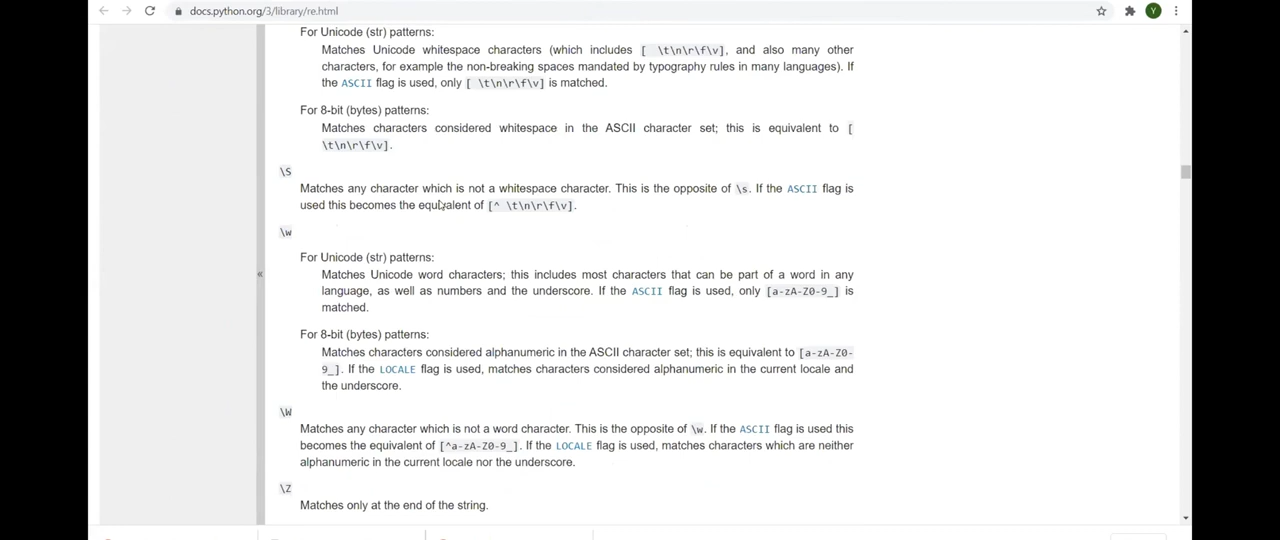 docs.python.org/3/library/re.html
Y
For Unicode (str) patterns:
Matches Unicode whitespace characters (which includes [ \t\n\r\f\v], and also many other
characters, for example the non-breaking spaces mandated by typography rules in many languages). If
the ASCII flag is used, only [ \t\n\r\f\v] is matched.
For 8-bit (bytes) patterns:
Matches characters considered whitespace in the ASCII character set; this is equivalent to [
\t\n\r\f\v].
\S
Matches any character which is not a whitespace character. This is the opposite of \s. If the ASCII flag is
used this becomes the equivalent of [^ \t\n\r\f\v].
\w
«
For Unicode (str) patterns:
Matches Unicode word characters; this includes most characters that can be part of a word in any
language, as well as numbers and the underscore. If the ASCII flag is used, only [a-zA-Z0-9_] is
matched.
For 8-bit (bytes) patterns:
Matches characters considered alphanumeric in the ASCII character set; this is equivalent to [a-zA-Z0-
9_]. If the LOCALE flag is used, matches characters considered alphanumeric in the current locale and
the underscore.
\W
Matches any character which is not a word character. This is the opposite of \w. If the ASCII flag is used this
becomes the equivalent of [^a-zA-Z0-9_]. If the LOCALE flag is used, matches characters which are neither
alphanumeric in the current locale nor the underscore.
\Z
Matches only at the end of the string.